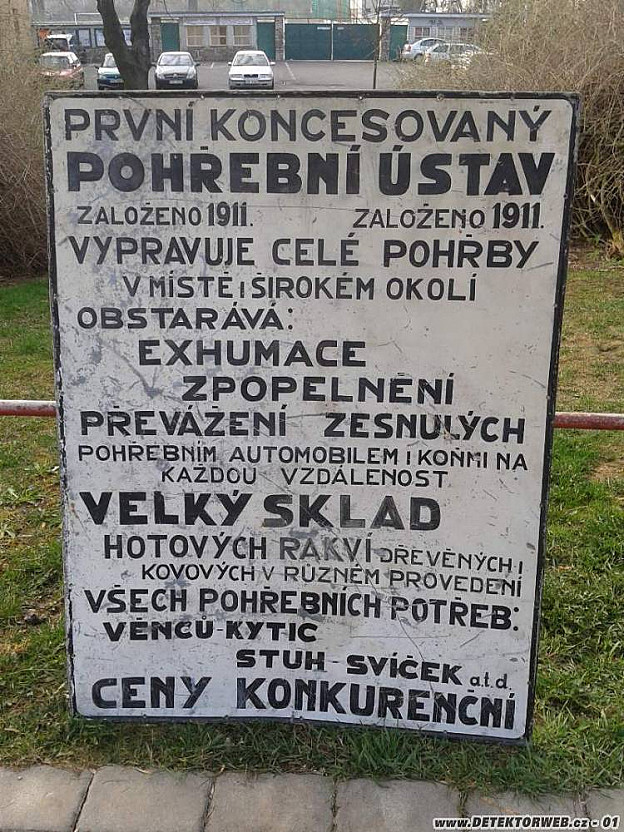 PRVNÍ KONCESOVANÝ
POHŘEBNÍ ÚSTAV
ZALOŽENO 1911. ZALOŽENO 1911.
VYPRAVUJE CELÉ POHŘBY
V MÍSTĚ I ŠIROKÉM OKOLÍ
OBSTARÁVÁ:
EXHUMACE
ZPOPELNĚNÍ
PŘEVÁŽENÍ ZESNULÝCH
POHŘEBNÍM AUTOMOBILEM I KOŇMI NA
KAŽDOU VZDÁLENOST
VELKÝ SKLAD
HOTOVÝCH RAKVÍ DŘEVĚNÝCH I
KOVOVÝCH V RŮZNÉM PROVEDENÍ
VŠECH POHŘEBNÍCH POTŘEB:
VĚNCŮ-KYTIC
STUH-SVÍČEK a.t.d.
CENY KONKURENČNÍ
www.DETEKTORWEB.cz - 01